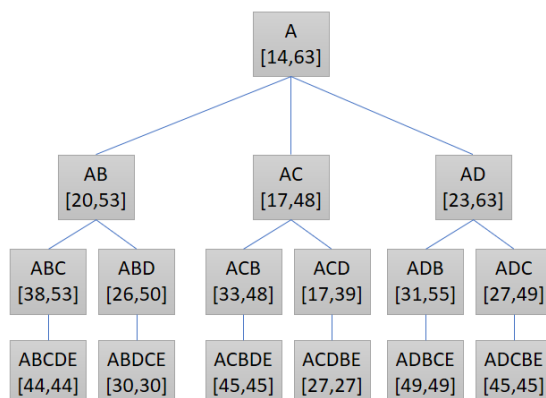 A
[14,63]
AB
[20,53]
AC
[17,48]
AD
[23,63]
ABC
[38,53]
ABD
[26,50]
ACB
[33,48]
ACD
[17,39]
ADB
[31,55]
ADC
[27,49]
ABCDE
[44,44]
ABDCE
[30,30]
ACBDE
[45,45]
ACDBE
[27,27]
ADBCE
[49,49]
ADCBE
[45,45]